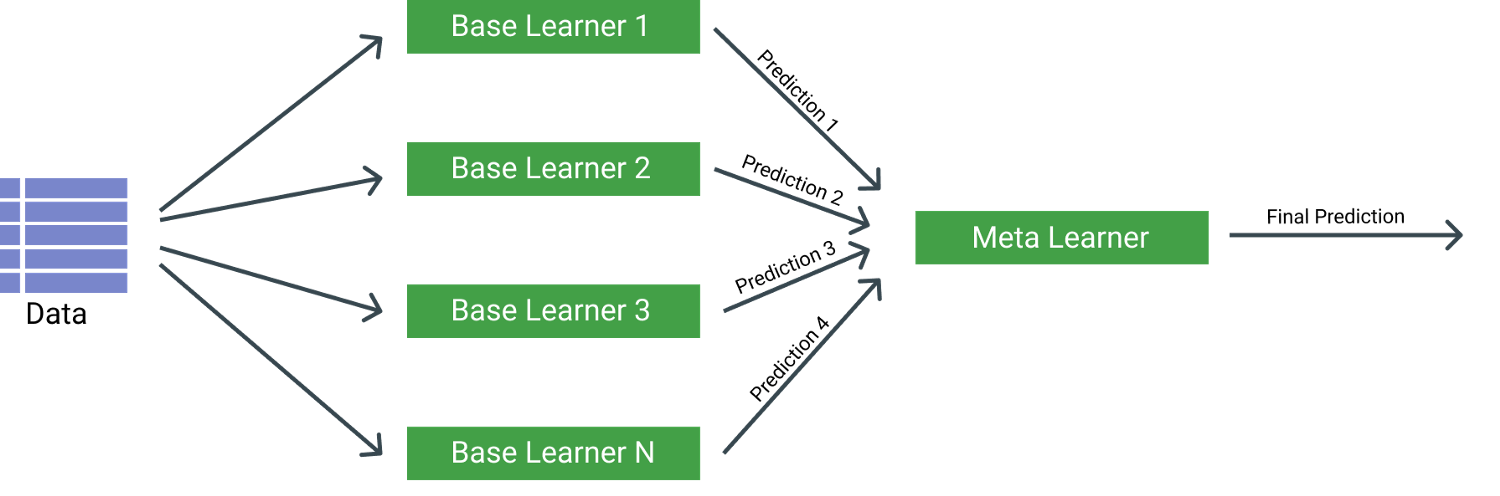 Base Learner 1
Prediction 1
Base Learner 2
Prediction 2
Data
Meta Learner
Final Prediction
Base Learner 3
Prediction 3
Base Learner N
Prediction 4